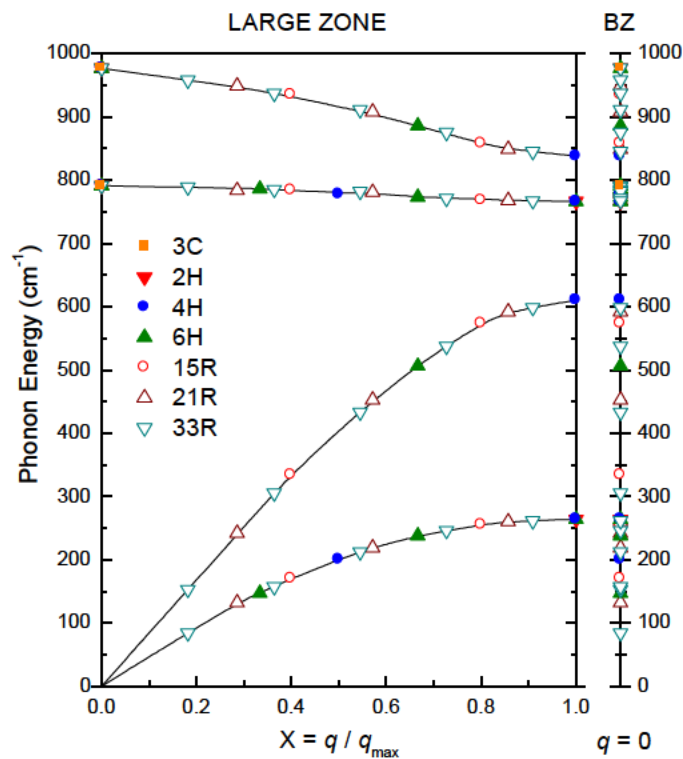 LARGE ZONE
BZ
1000
900
800
700
600
500
400
300
200
100
0
Phonon Energy (cm⁻¹)
3C
2H
4H
6H
15R
21R
33R
1000
900
800
700
600
500
400
300
200
100
0
0.0 0.2 0.4 0.6 0.8 1.0
X = q / q_max
q = 0